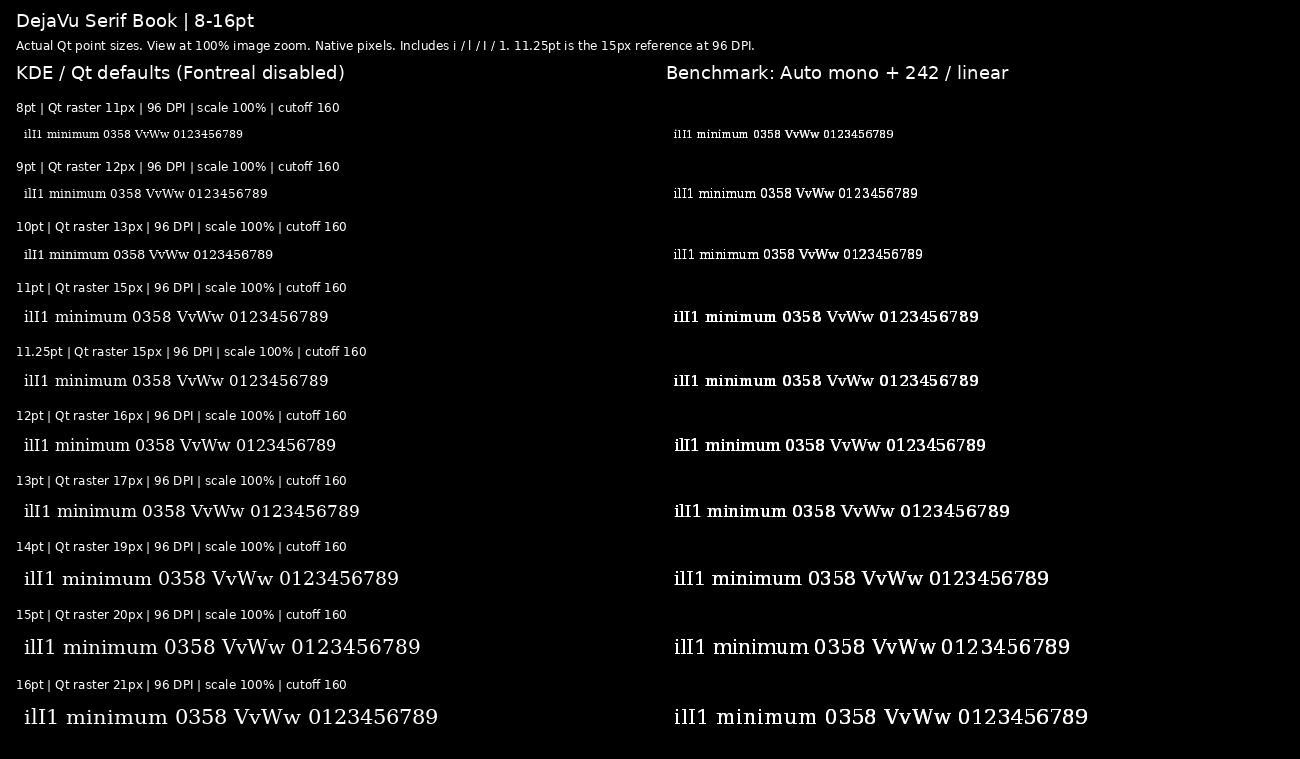 DejaVu Serif Book | 8-16pt
Actual Qt point sizes. View at 100% image zoom. Native pixels. Includes i / l / I / 1. 11.25pt is the 15px reference at 96 DPI.
KDE / Qt defaults (Fontreal disabled)
Benchmark: Auto mono + 242 / linear
8pt | Qt raster 11px | 96 DPI | scale 100% | cutoff 160
ilI1 minimum 0358 VvWw 0123456789
ilI1 minimum 0358 VvWw 0123456789
9pt | Qt raster 12px | 96 DPI | scale 100% | cutoff 160
ilI1 minimum 0358 VvWw 0123456789
ilI1 minimum 0358 VvWw 0123456789
10pt | Qt raster 13px | 96 DPI | scale 100% | cutoff 160
ilI1 minimum 0358 VvWw 0123456789
ilI1 minimum 0358 VvWw 0123456789
11pt | Qt raster 15px | 96 DPI | scale 100% | cutoff 160
ilI1 minimum 0358 VvWw 0123456789
ilI1 minimum 0358 VvWw 0123456789
11.25pt | Qt raster 15px | 96 DPI | scale 100% | cutoff 160
ilI1 minimum 0358 VvWw 0123456789
ilI1 minimum 0358 VvWw 0123456789
12pt | Qt raster 16px | 96 DPI | scale 100% | cutoff 160
ilI1 minimum 0358 VvWw 0123456789
ilI1 minimum 0358 VvWw 0123456789
13pt | Qt raster 17px | 96 DPI | scale 100% | cutoff 160
ilI1 minimum 0358 VvWw 0123456789
ilI1 minimum 0358 VvWw 0123456789
14pt | Qt raster 19px | 96 DPI | scale 100% | cutoff 160
ilI1 minimum 0358 VvWw 0123456789
ilI1 minimum 0358 VvWw 0123456789
15pt | Qt raster 20px | 96 DPI | scale 100% | cutoff 160
ilI1 minimum 0358 VvWw 0123456789
ilI1 minimum 0358 VvWw 0123456789
16pt | Qt raster 21px | 96 DPI | scale 100% | cutoff 160
ilI1 minimum 0358 VvWw 0123456789
ilI1 minimum 0358 VvWw 0123456789